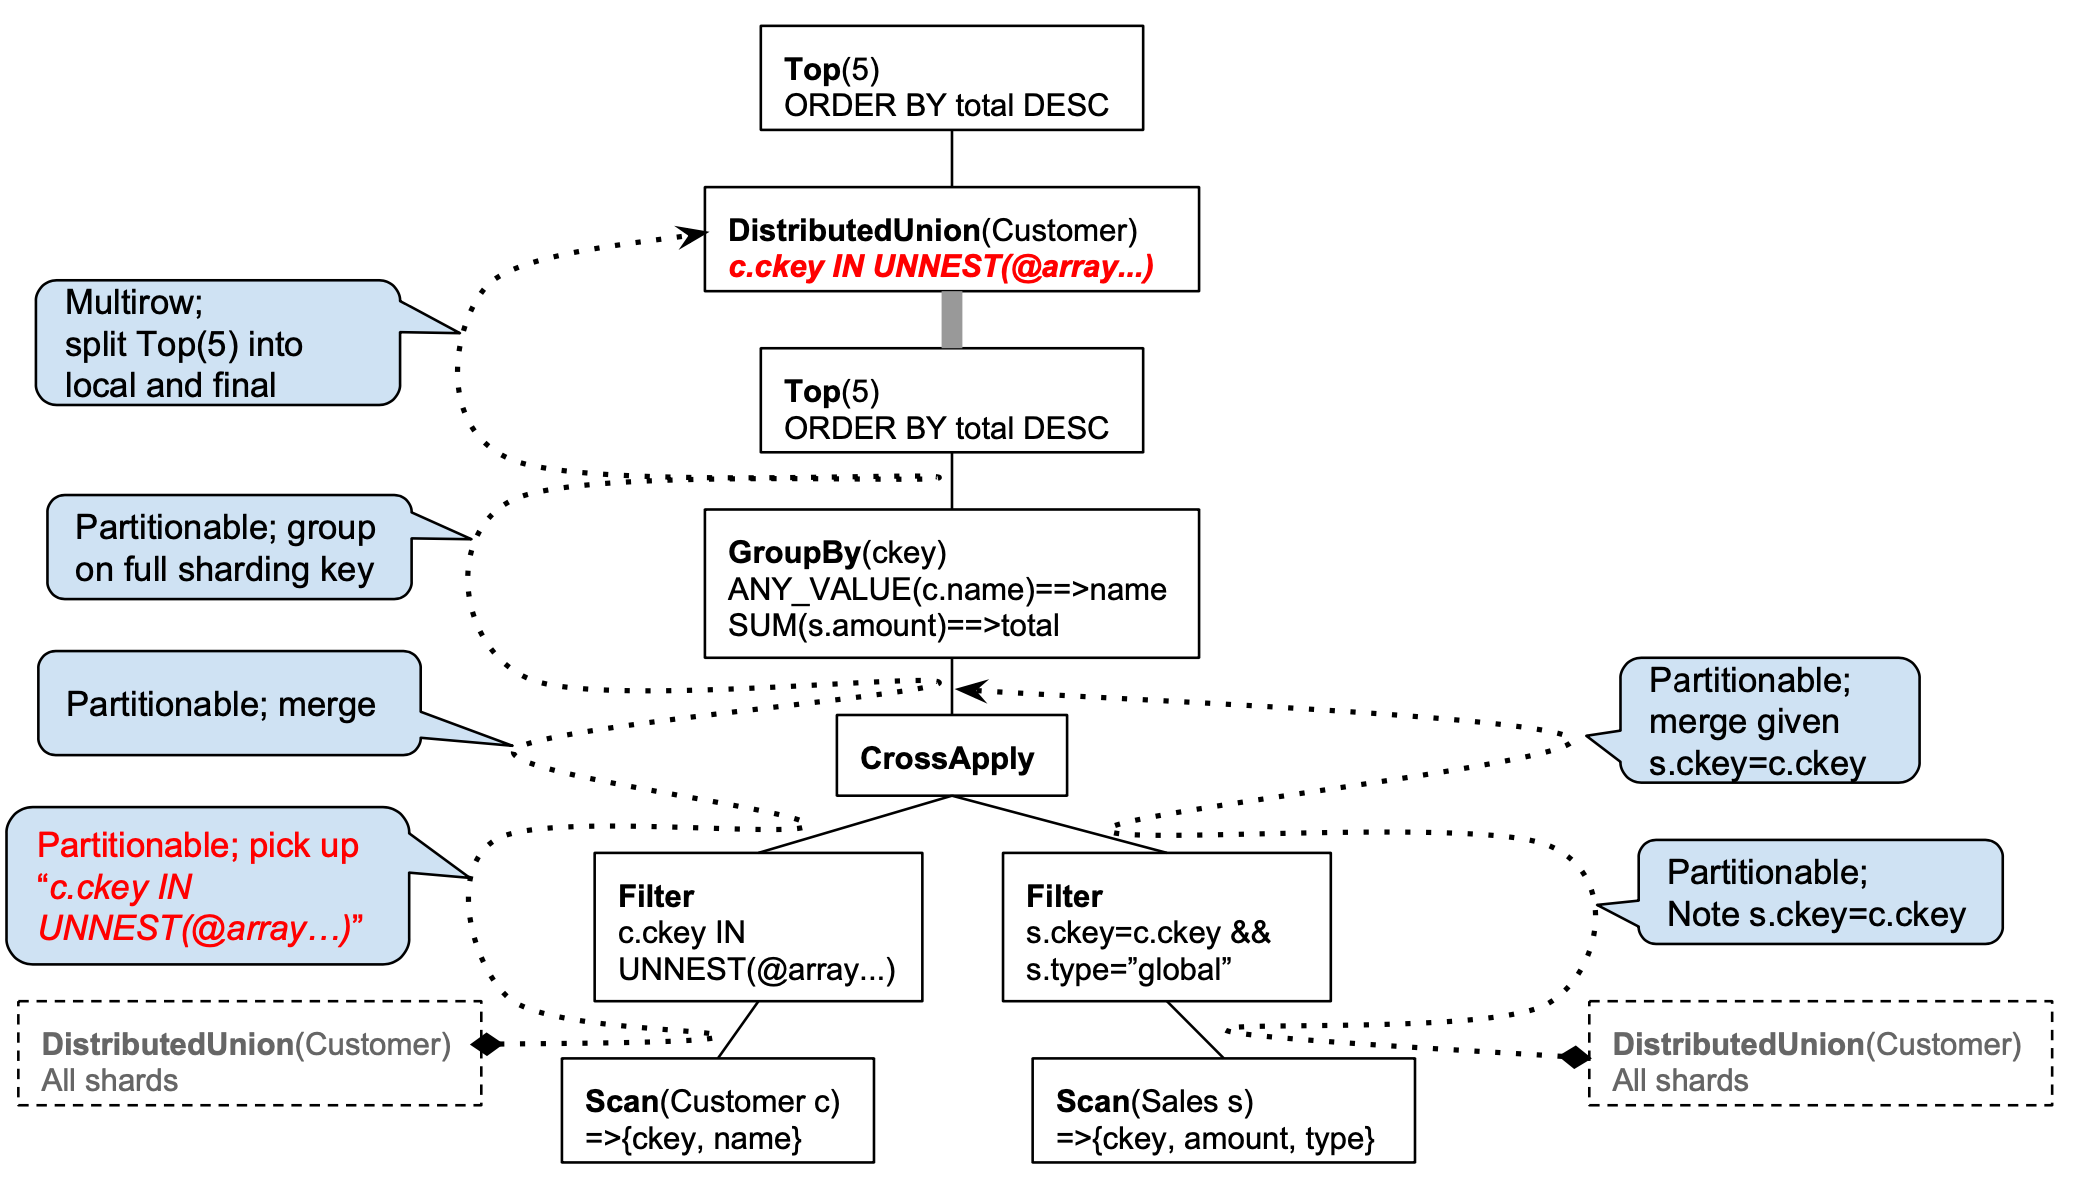 Top(5)
ORDER BY total DESC
DistributedUnion(Customer)
c.ckey IN UNNEST(@array...)
Multirow;
split Top(5) into
local and final
Top(5)
ORDER BY total DESC
Partitionable; group
on full sharding key
GroupBy(ckey)
ANY_VALUE(c.name)==>name
SUM(s.amount)==>total
Partitionable; merge
Partitionable;
merge given
s.ckey=c.ckey
CrossApply
Partitionable; pick up
“c.ckey IN
UNNEST(@array…)”
Filter
c.ckey IN
UNNEST(@array...)
Filter
s.ckey=c.ckey &&
s.type=”global”
Partitionable;
Note s.ckey=c.ckey
DistributedUnion(Customer)
All shards
Scan(Customer c)
=>{ckey, name}
Scan(Sales s)
=>{ckey, amount, type}
DistributedUnion(Customer)
All shards